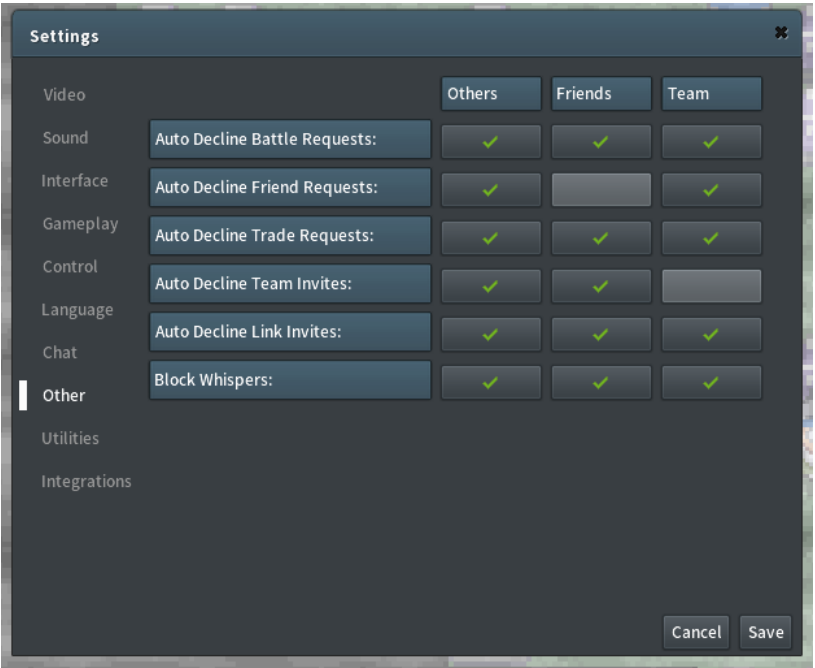 Settings
Video
Sound
Interface
Gameplay
Control
Language
Chat
Other
Utilities
Integrations
Others Friends Team
Auto Decline Battle Requests:
Auto Decline Friend Requests:
Auto Decline Trade Requests:
Auto Decline Team Invites:
Auto Decline Link Invites:
Block Whispers:
Cancel Save